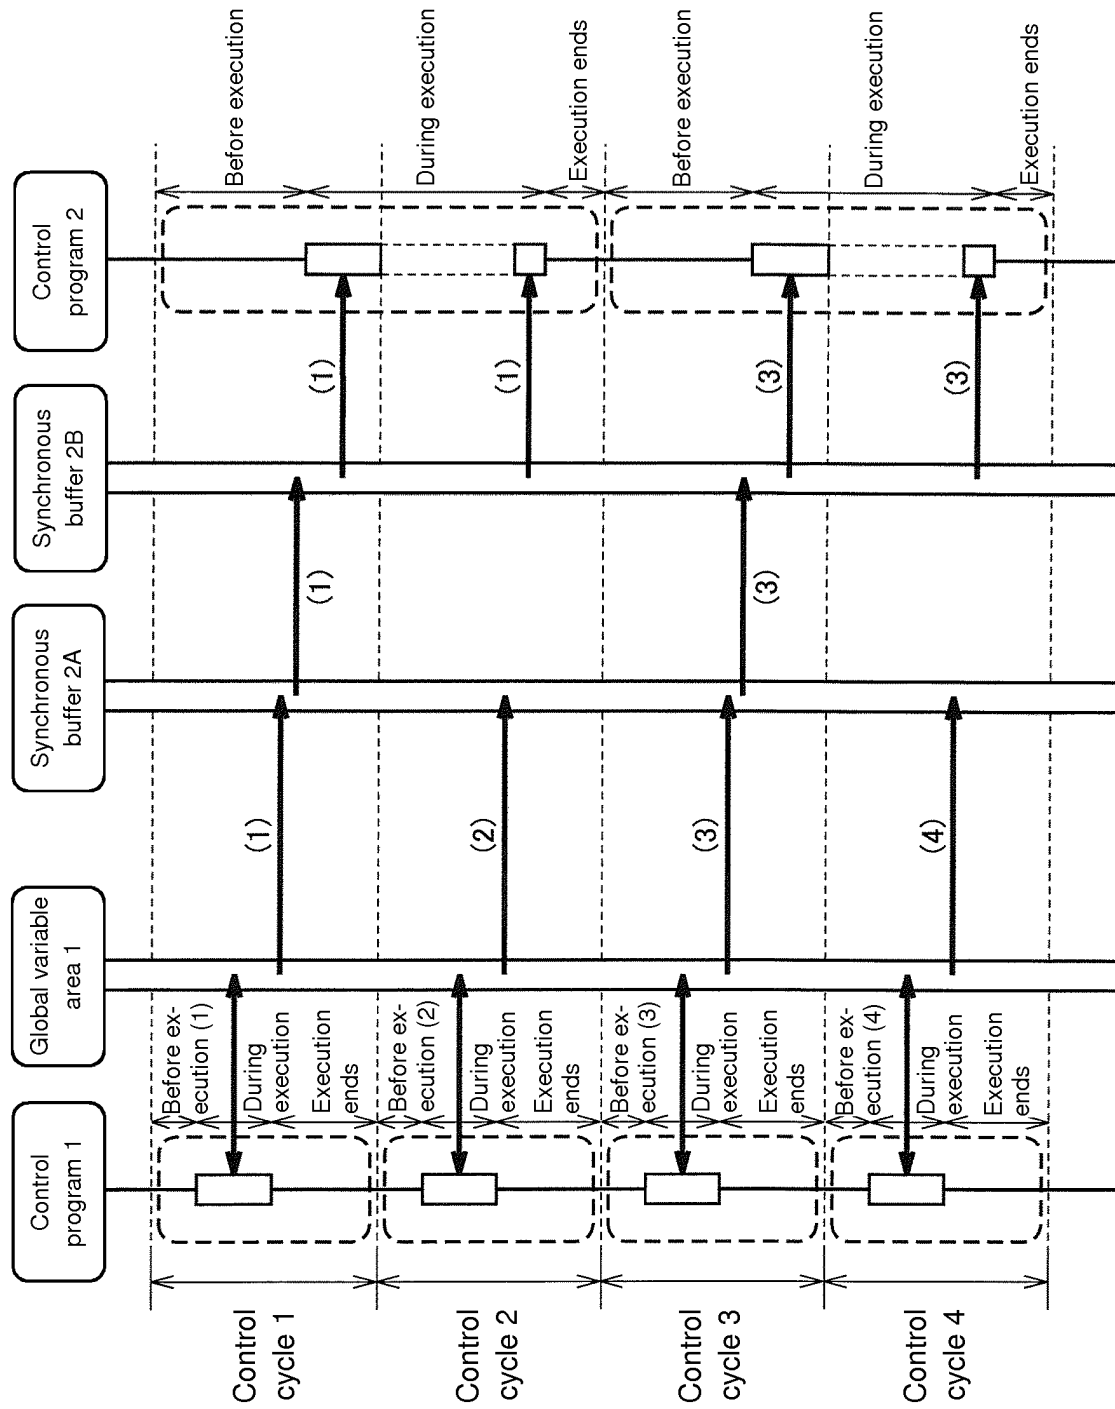 Control
program 1
Global variable
area 1
Synchronous
buffer 2A
Synchronous
buffer 2B
Control
program 2
Control
cycle 1
Before ex-
ecution (1)
During
execution
Execution
ends
(1)
(1)
(1)
Before execution
Control
cycle 2
Before ex-
ecution (2)
During
execution
Execution
ends
(2)
(1)
During execution
Execution ends
Control
cycle 3
Before ex-
ecution (3)
During
execution
Execution
ends
(3)
(3)
(3)
Before execution
Control
cycle 4
Before ex-
ecution (4)
During
execution
Execution
ends
(4)
(3)
During execution
Execution ends